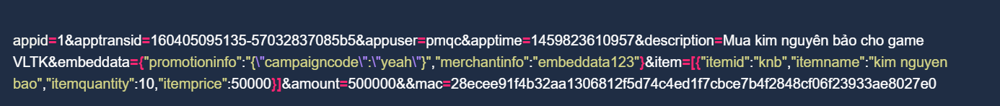 appid=1&apptransid=160405095135-57032837085b5&appuser=pmqc&apptime=1459823610957&description=Mua kim nguyên bảo cho game
VLTK&embeddata={"promotioninfo":"{\"campaigncode\":\"yeah\"}","merchantinfo":"embeddata123"}&item=[{"itemid":"knb","itemname":"kim nguyen
bao","itemquantity":10,"itemprice":50000}]&amount=500000&&mac=28ecee91f4b32aa1306812f5d74c4ed1f7cbce7b4f2848cf06f23933ae8027e0